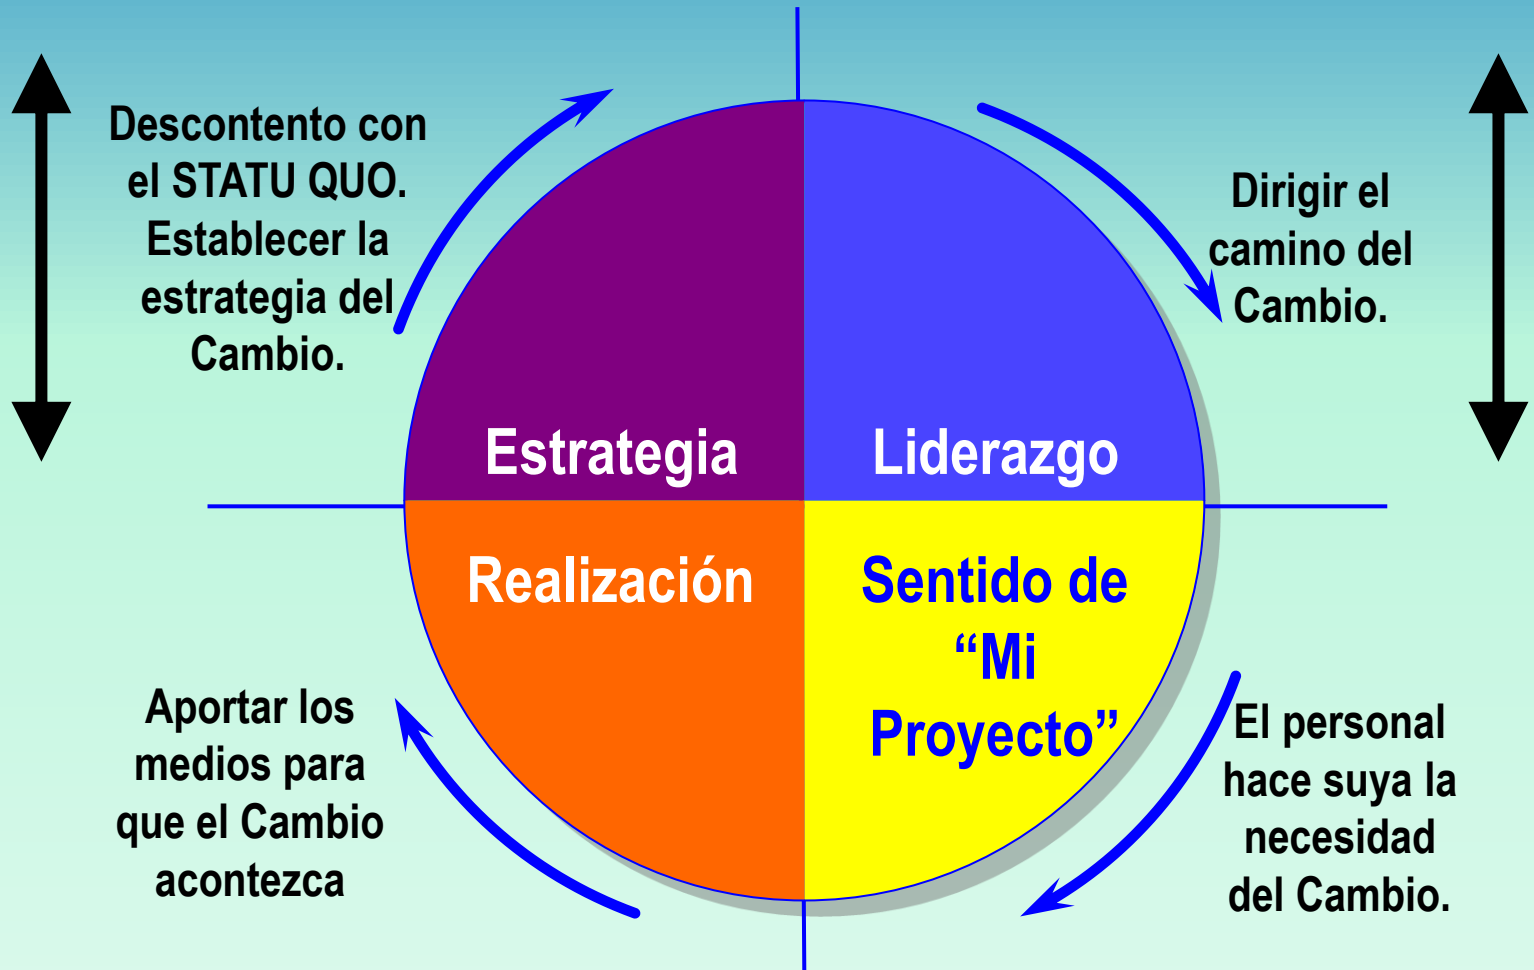 Descontento con
el STATU QUO.
Establecer la
estrategia del
Cambio.
Dirigir el
camino del
Cambio.
Estrategia
Liderazgo
Realización
Sentido de
“Mi
Proyecto”
Aportar los
medios para
que el Cambio
acontezca
El personal
hace suya la
necesidad
del Cambio.